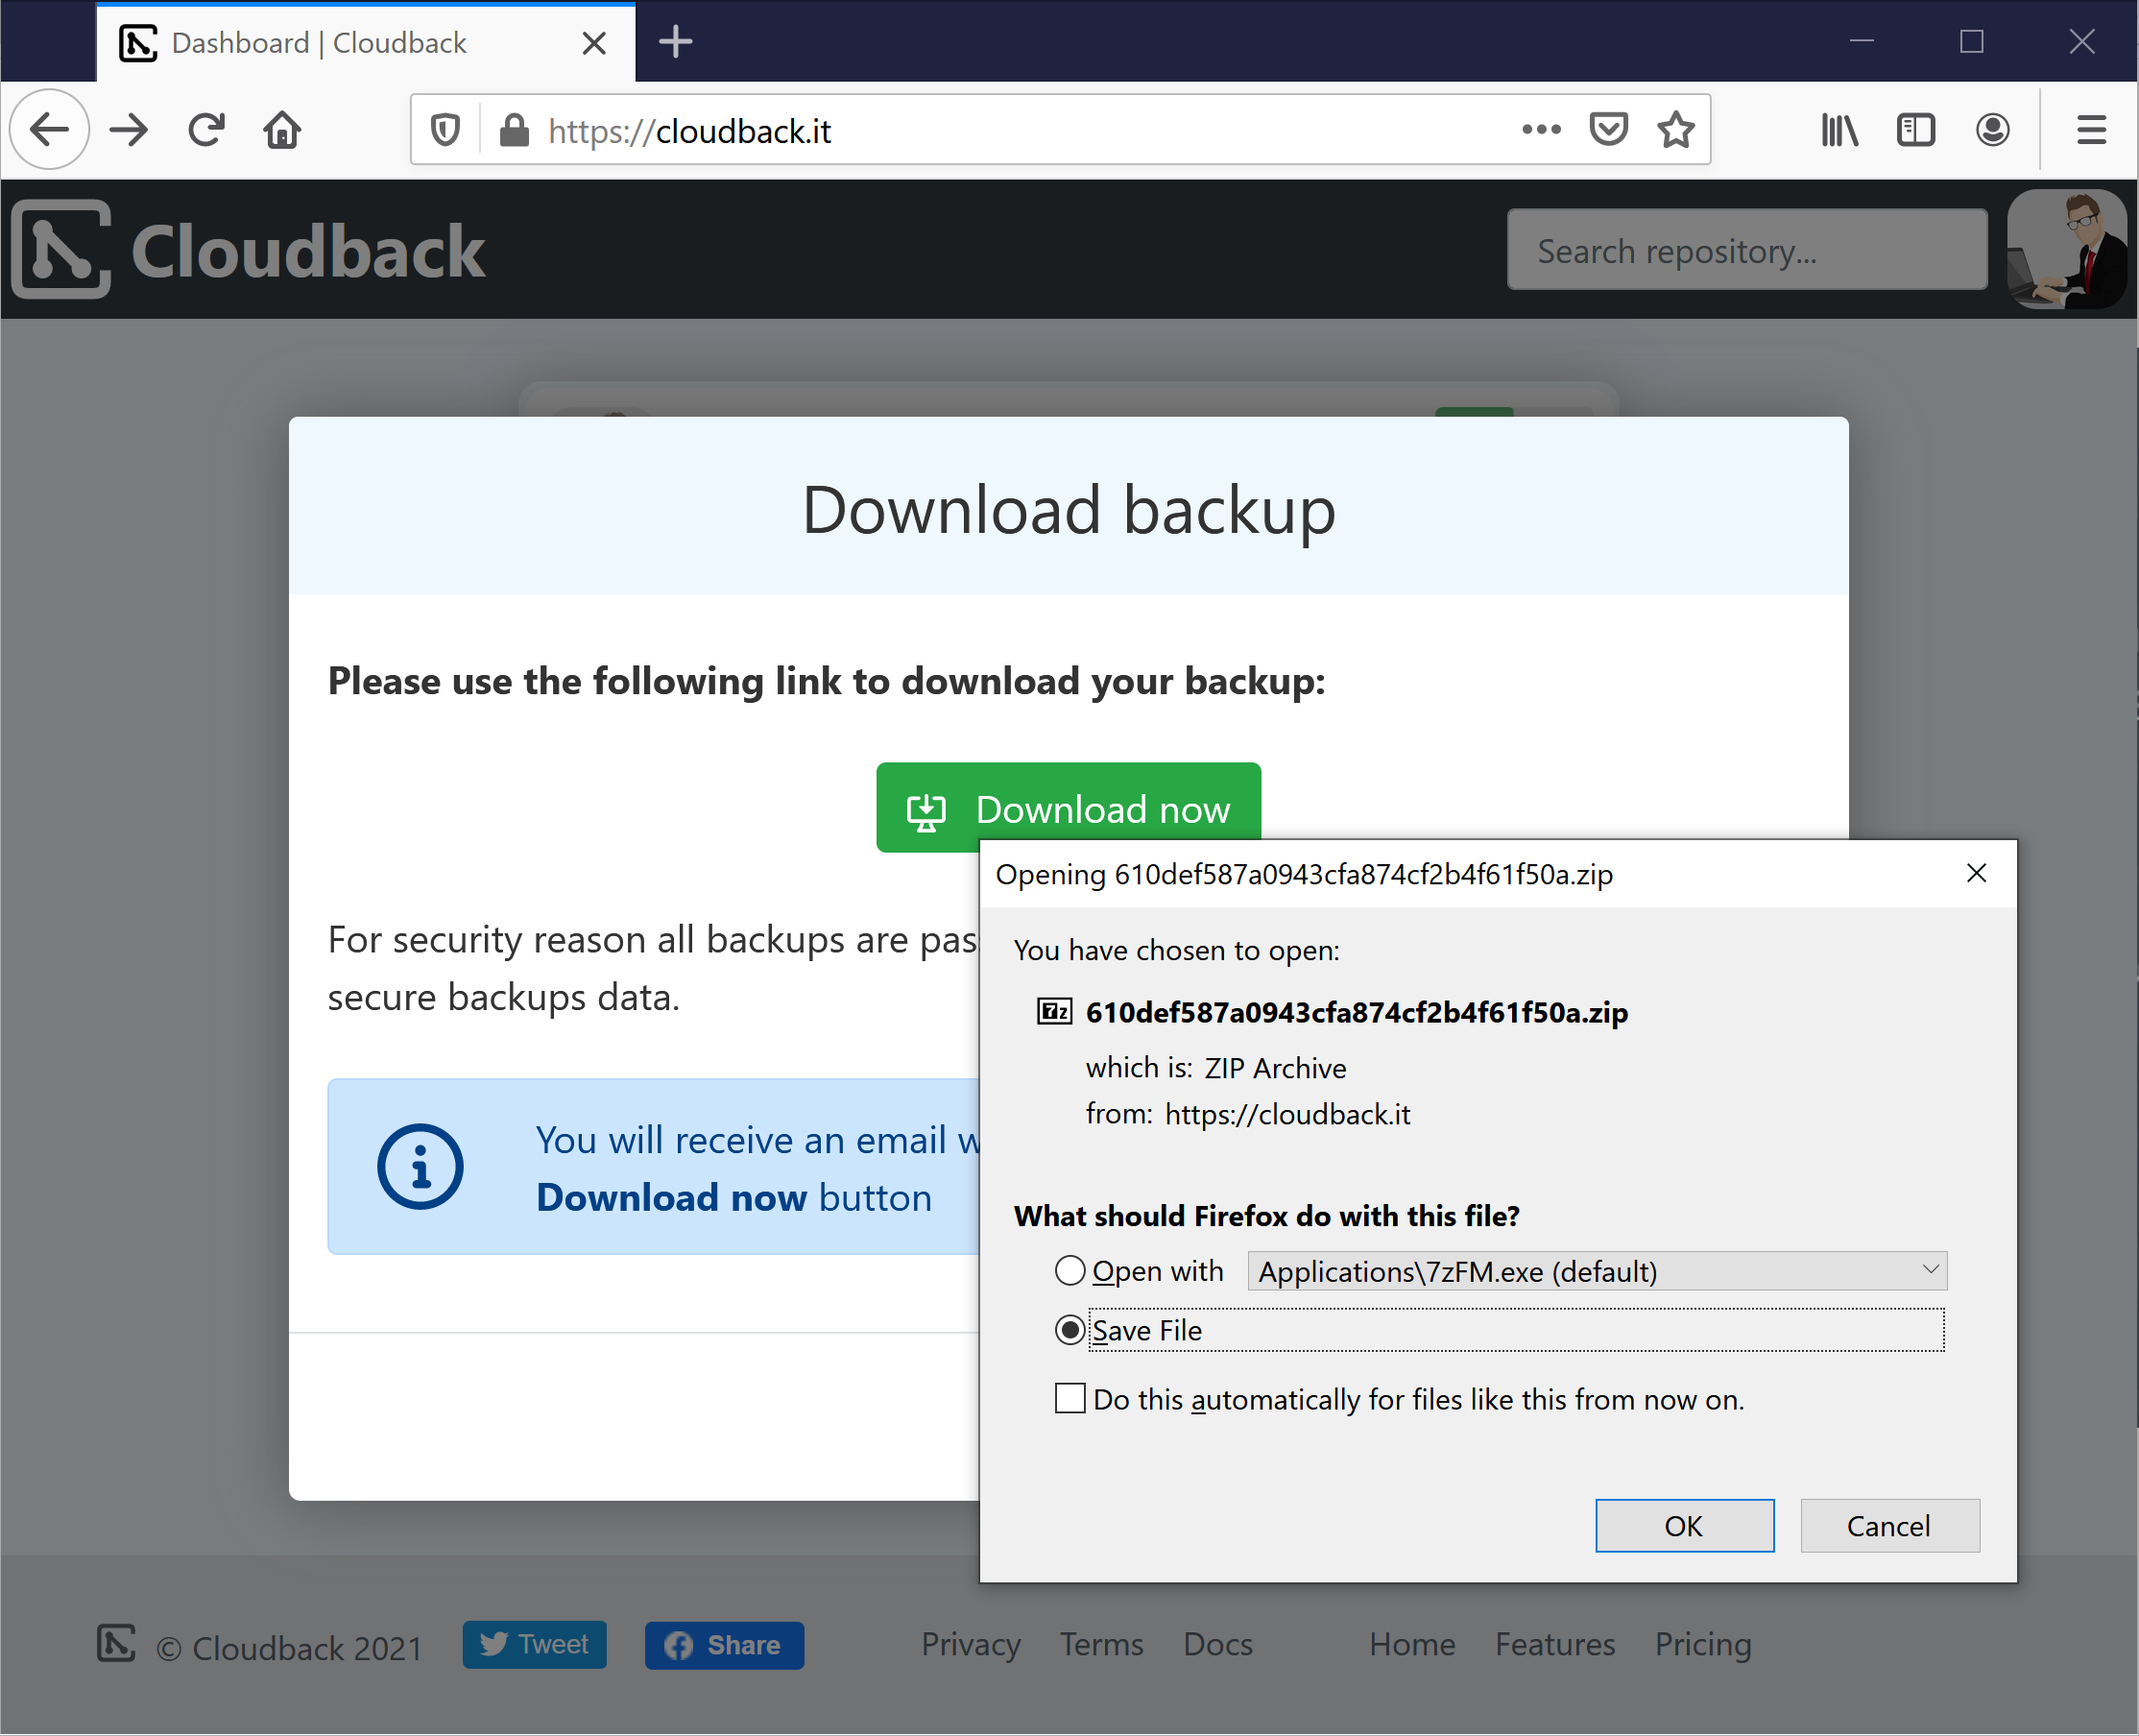 Dashboard | Cloudback
https://cloudback.it
Cloudback
Search repository...
Download backup
Please use the following link to download your backup:
Download now
For security reason all backups are
secure backups data.
You will receive an email
Download now button
Opening 610def587a0943cfa874cf2b4f61f50a.zip
You have chosen to open:
610def587a0943cfa874cf2b4f61f50a.zip
which is: ZIP Archive
from: https://cloudback.it
What should Firefox do with this file?
Open with Applications\7zFM.exe (default)
Save File
Do this automatically for files like this from now on.
OK Cancel
© Cloudback 2021 Tweet Share Privacy Terms Docs Home Features Pricing